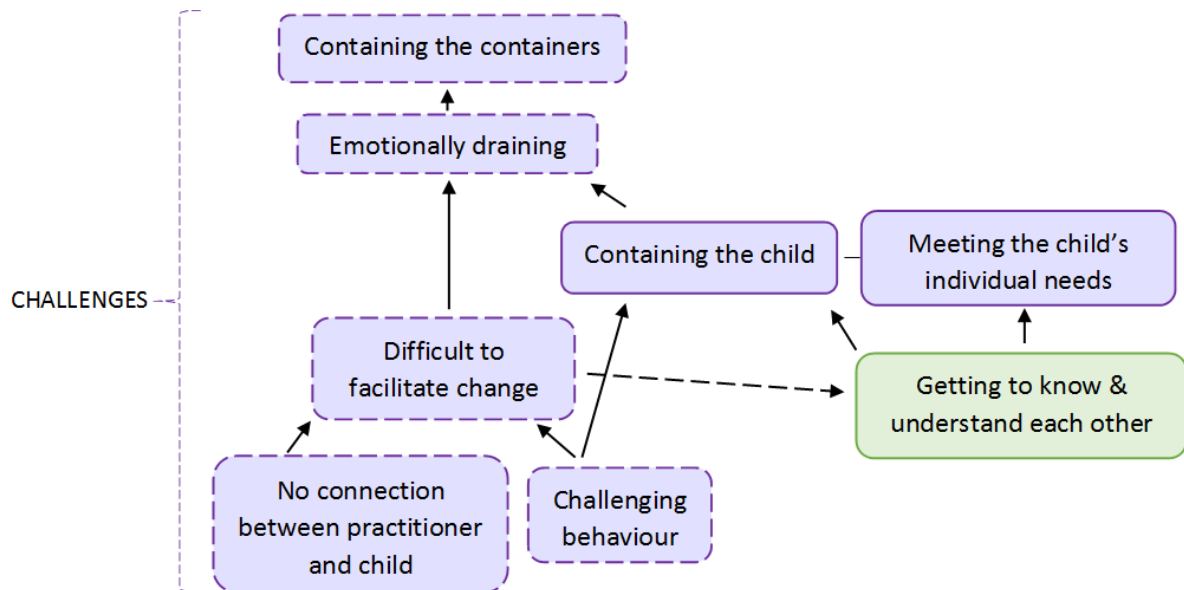 Containing the containers
Emotionally draining
Containing the child
Meeting the child’s
individual needs
CHALLENGES
Difficult to
facilitate change
Getting to know &
understand each other
No connection
between practitioner
and child
Challenging
behaviour